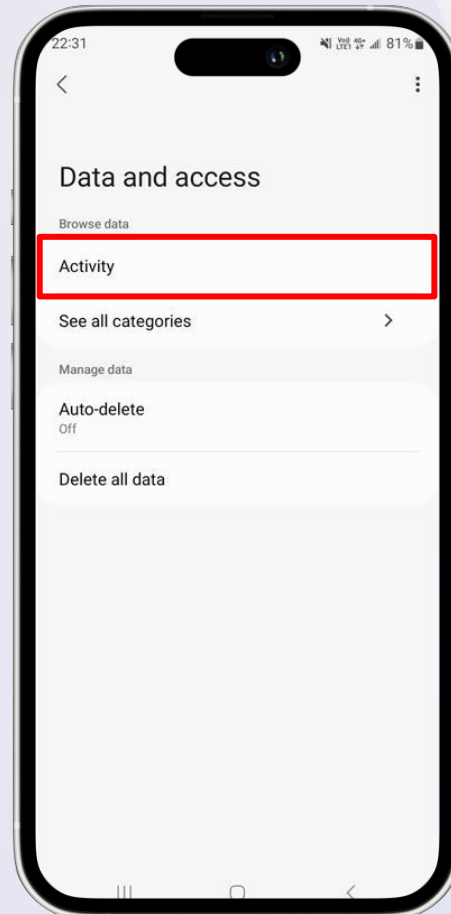 22:31 81%
Data and access
Browse data
Activity
See all categories
Manage data
Auto-delete
Off
Delete all data